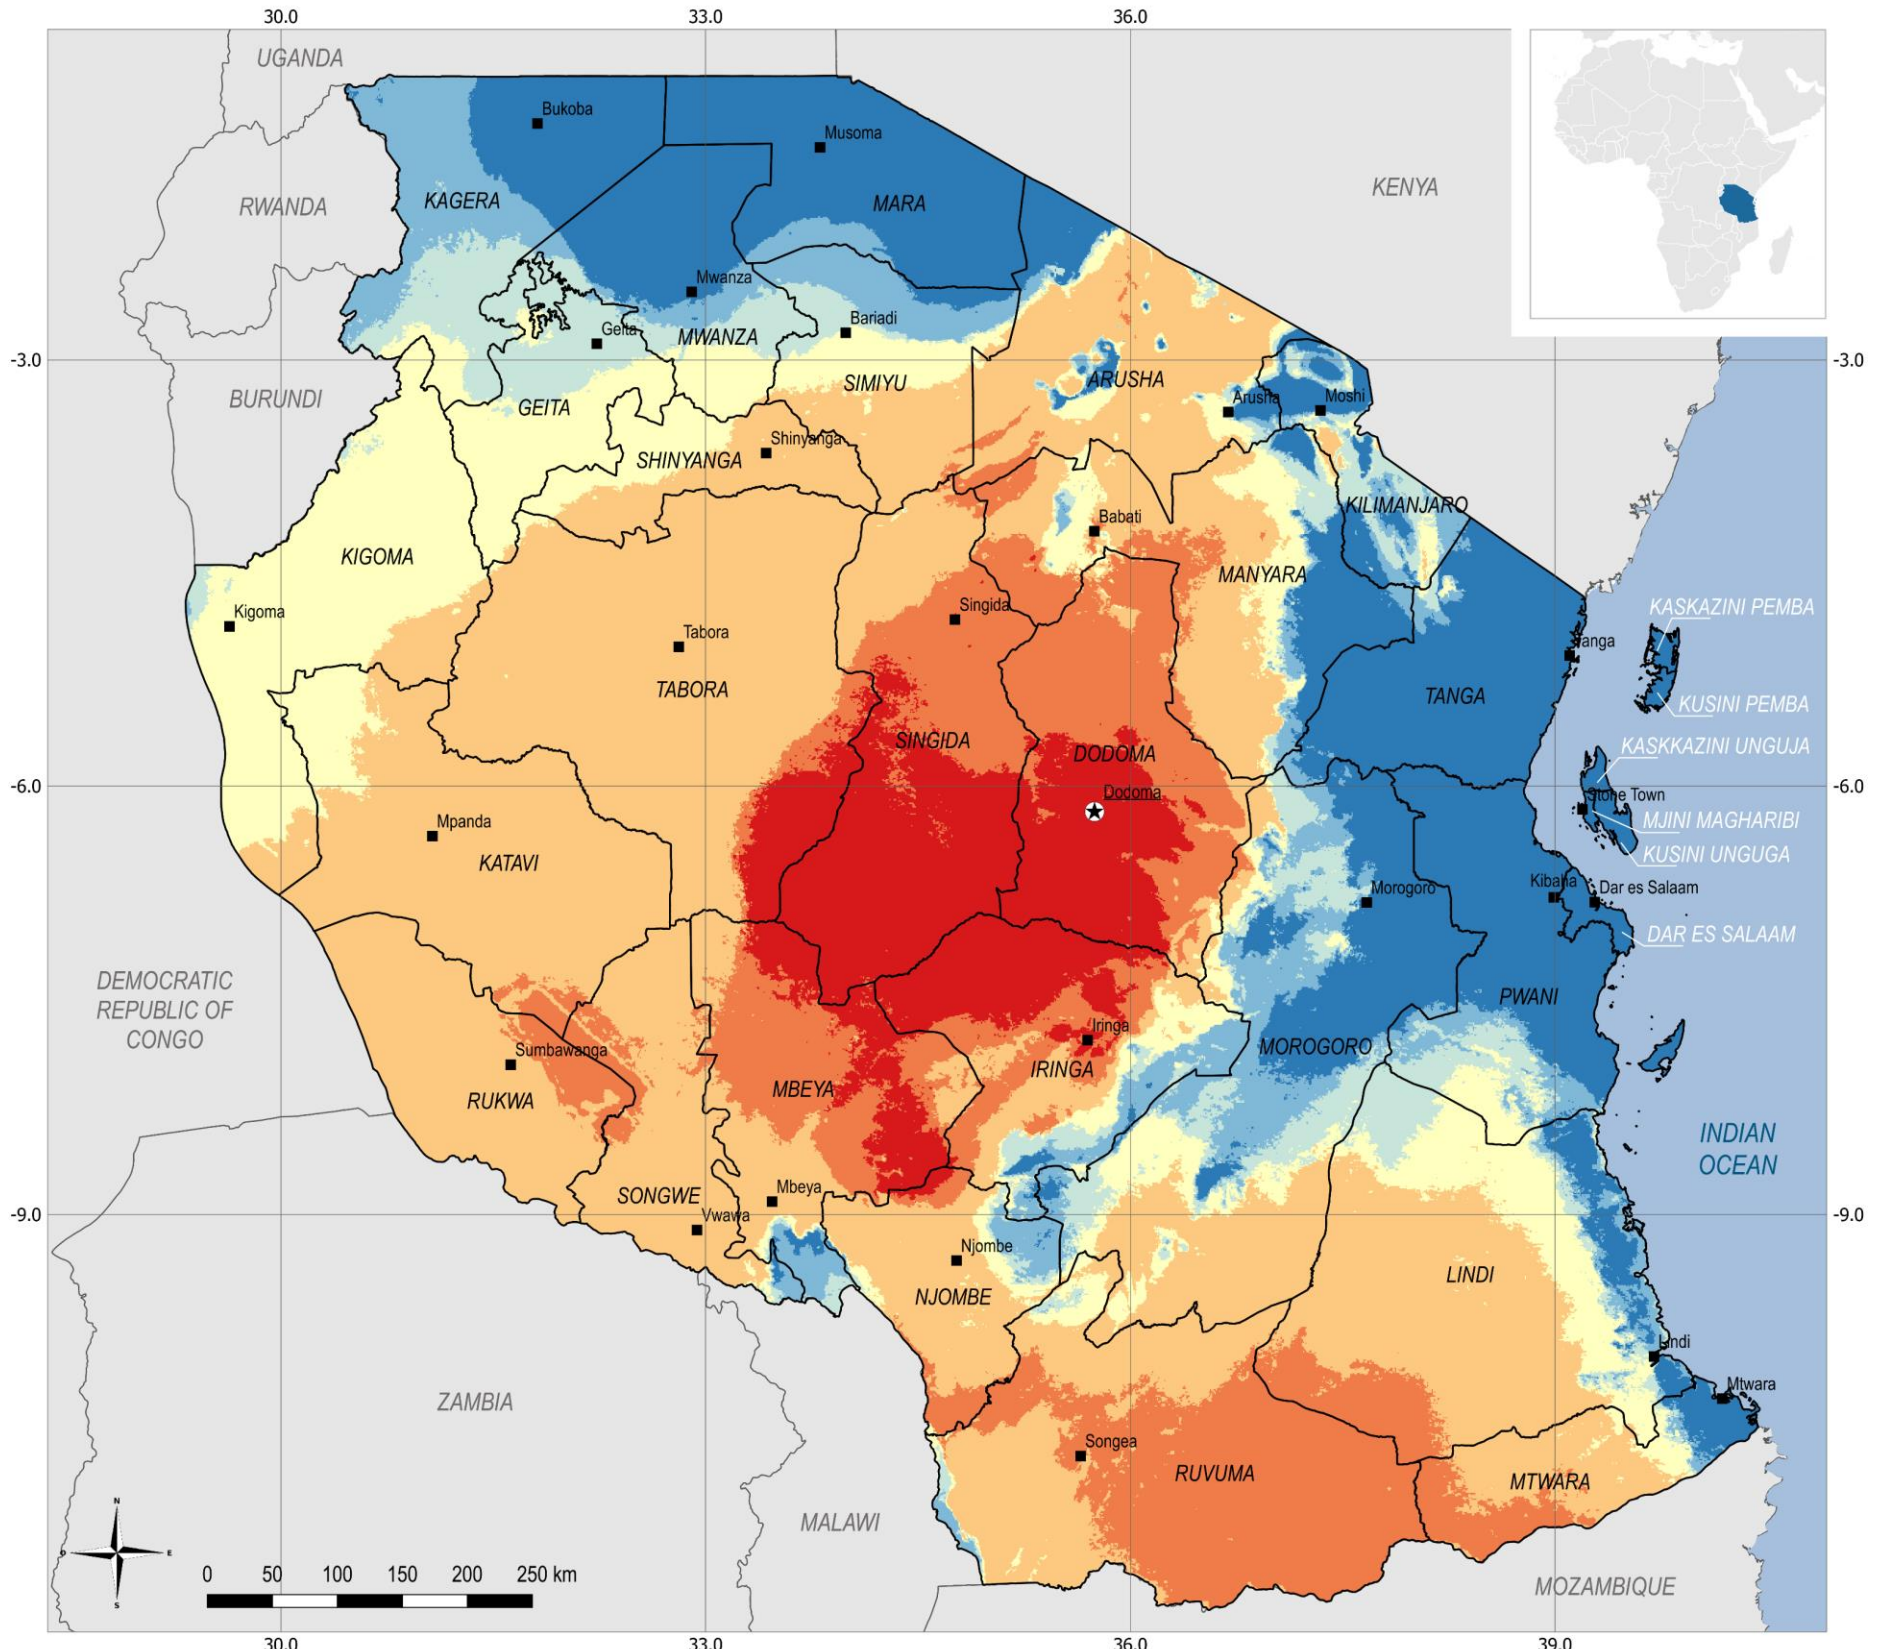 30.0
33.0
36.0
UGANDA
Bukoba
Musoma
KENYA
RWANDA
KAGERA
MARA
Mwanza
Geita
MWANZA
Bariadi
-3.0
-3.0
BURUNDI
GEITA
SIMIYU
ARUSHA
Arusha
Moshi
SHINYANGA
Shinyanga
KILIMANJARO
Babati
KIGOMA
MANYARA
Kigoma
Singida
KASKAZINI PEMBA
Tabora
Tanga
TABORA
TANGA
KUSINI PEMBA
SINGIDA
DODOMA
KASKKAZINI UNGUJA
-6.0
Dodoma
Stone Town
-6.0
Mpanda
MJINI MAGHARIBI
KATAVI
KUSINI UNGUGA
Morogoro
Kibaha
Dar es Salaam
DAR ES SALAAM
DEMOCRATIC
REPUBLIC OF
CONGO
PWANI
Iringa
MOROGORO
Sumbawanga
IRINGA
RUKWA
MBEYA
INDIAN
OCEAN
SONGWE
Mbeya
-9.0
Vwawa
-9.0
Njombe
LINDI
NJOMBE
Lindi
ZAMBIA
Mtwara
Songea
RUVUMA
MTWARA
MALAWI
N
O
E
S
0 50 100 150 200 250 km
MOZAMBIQUE
30.0
33.0
36.0
39.0